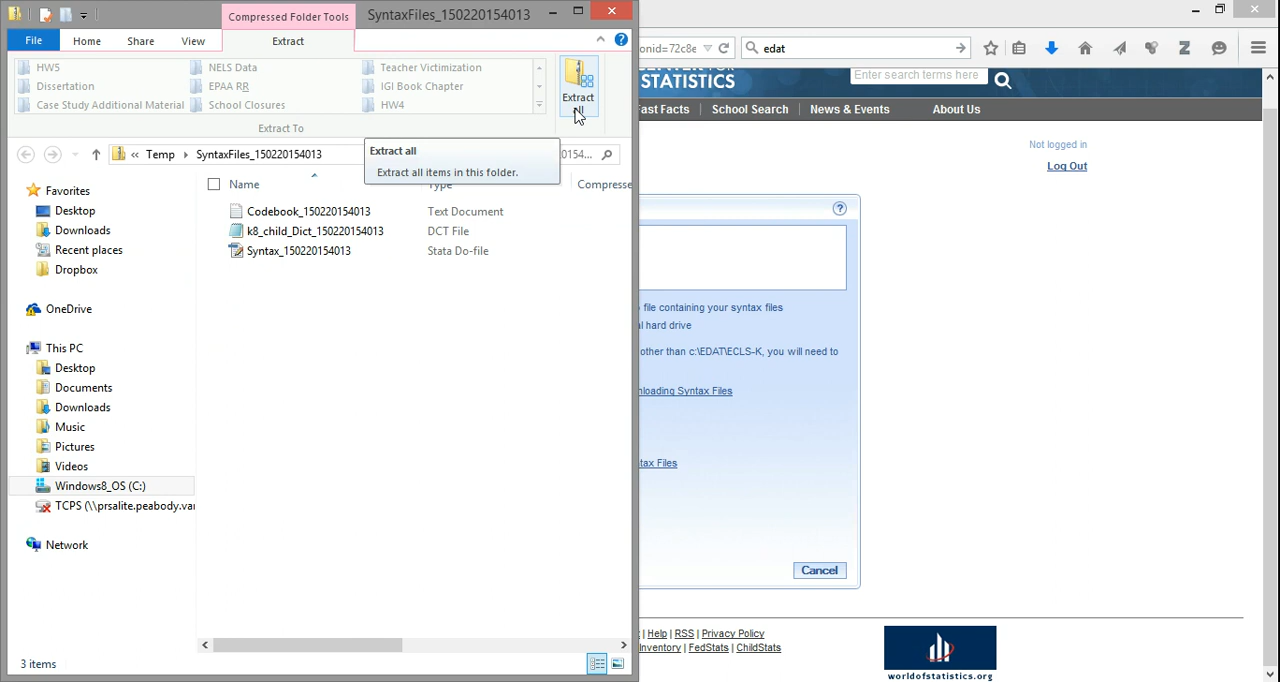 Compressed Folder Tools
SyntaxFiles_150220154013
File
Home
Share
View
Extract
HW5
NELS Data
Teacher Victimization
Dissertation
EPAA RR
IGI Book Chapter
Case Study Additional Material
School Closures
HW4
Extract To
Extract
all
Extract all
Extract all items in this folder.
« Temp
SyntaxFiles_150220154013
0154...
Name
Type
Compresse
Codebook_150220154013
Text Document
k8_child_Dict_150220154013
DCT File
Syntax_150220154013
Stata Do-file
Favorites
Desktop
Downloads
Recent places
Dropbox
OneDrive
This PC
Desktop
Documents
Downloads
Music
Pictures
Videos
Windows8_OS (C:)
TCPS (\\prsalite.peabody.va
Network
3 items
onid=72c8e
edat
STATISTICS
Enter search terms here
ast Facts
School Search
News & Events
About Us
Not logged in
Log Out
file containing your syntax files
al hard drive
other than c:\EDAT\ECLS-K, you will need to
nloading Syntax Files
tax Files
Cancel
| Help | RSS | Privacy Policy
Inventory | FedStats | ChildStats
worldofstatistics.org